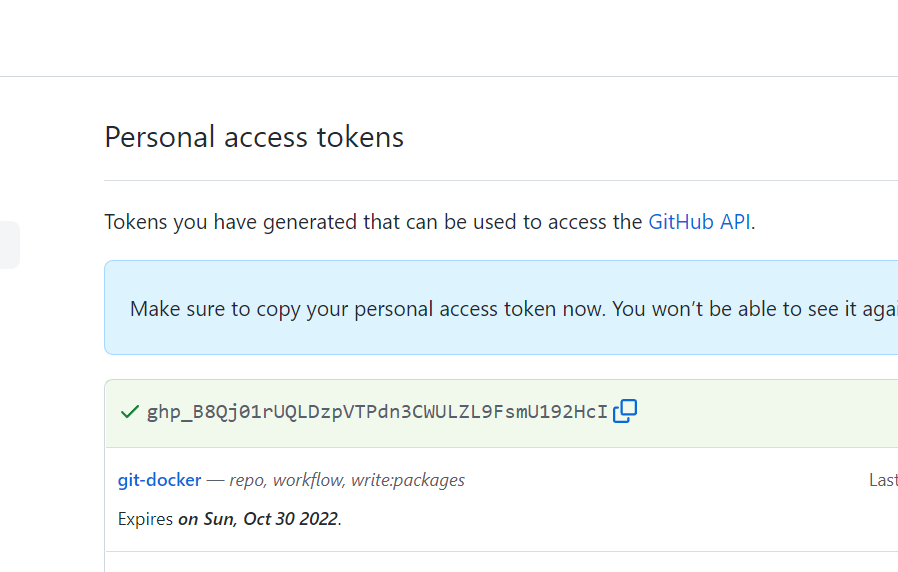 Personal access tokens
Tokens you have generated that can be used to access the GitHub API.
Make sure to copy your personal access token now. You won’t be able to see it agai
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
git-docker — repo, workflow, write:packages
Last
Expires on Sun, Oct 30 2022.